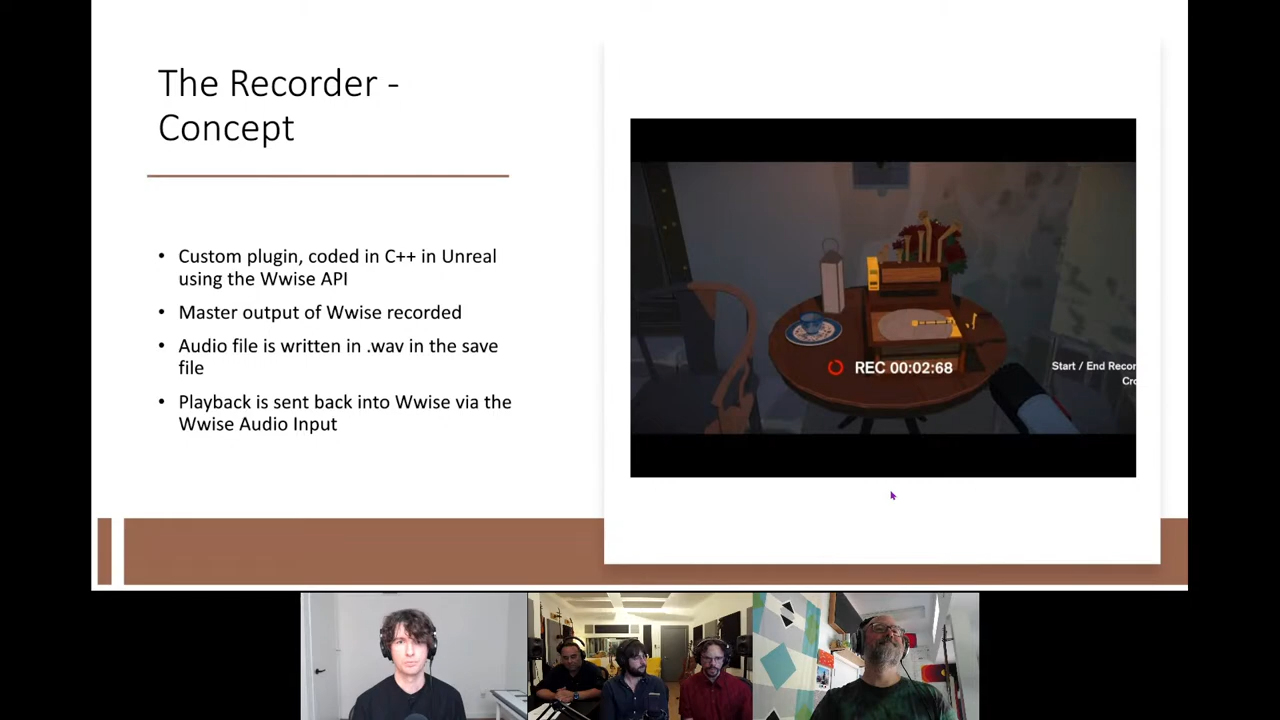 The Recorder -
Concept
• Custom plugin, coded in C++ in Unreal
using the Wwise API
• Master output of Wwise recorded
• Audio file is written in .wav in the save
file
• Playback is sent back into Wwise via the
Wwise Audio Input
REC 00:02:68
Start / End Recor
Cro